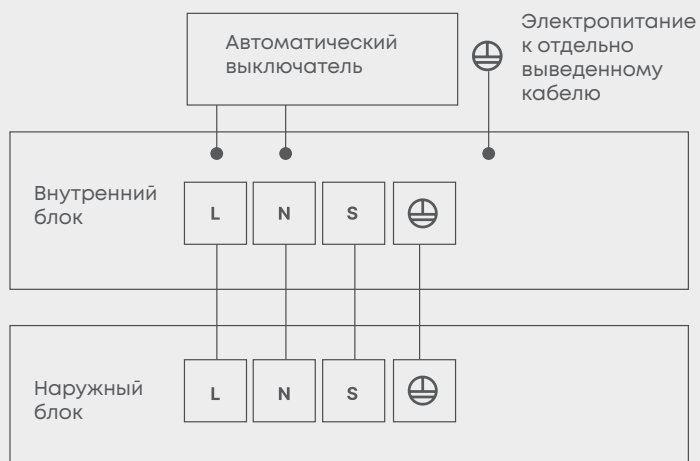 Автоматический
выключатель
Электропитание
к отдельно
выведенному
кабелю
Внутренний
блок
L N S
Наружный
блок
L N S